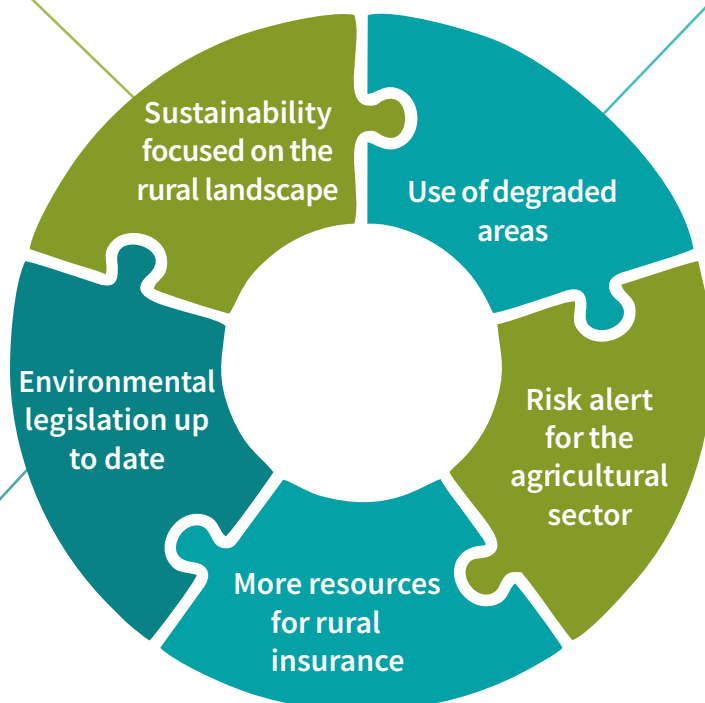 Sustainability
focused on the
rural landscape
Use of degraded
areas
Risk alert
for the
agricultural
sector
More resources
for rural
insurance
Environmental
legislation up
to date